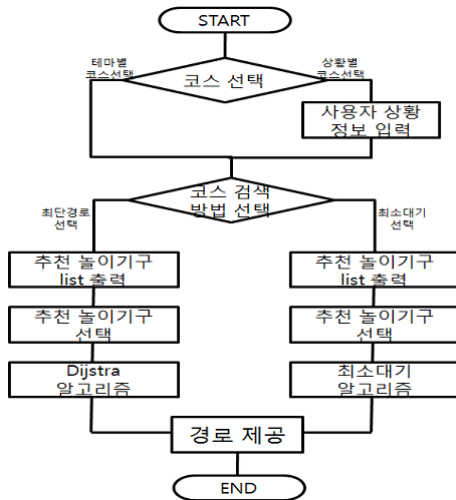 START
테마별
코스선택
코스 선택
상황별
코스선택
사용자 상황
정보 입력
코스 검색
방법 선택
최단경로
선택
최소대기
선택
추천 놀이기구
list 출력
추천 놀이기구
list 출력
추천 놀이기구
선택
추천 놀이기구
선택
Dijstra
알고리즘
최소대기
알고리즘
경로 제공
END